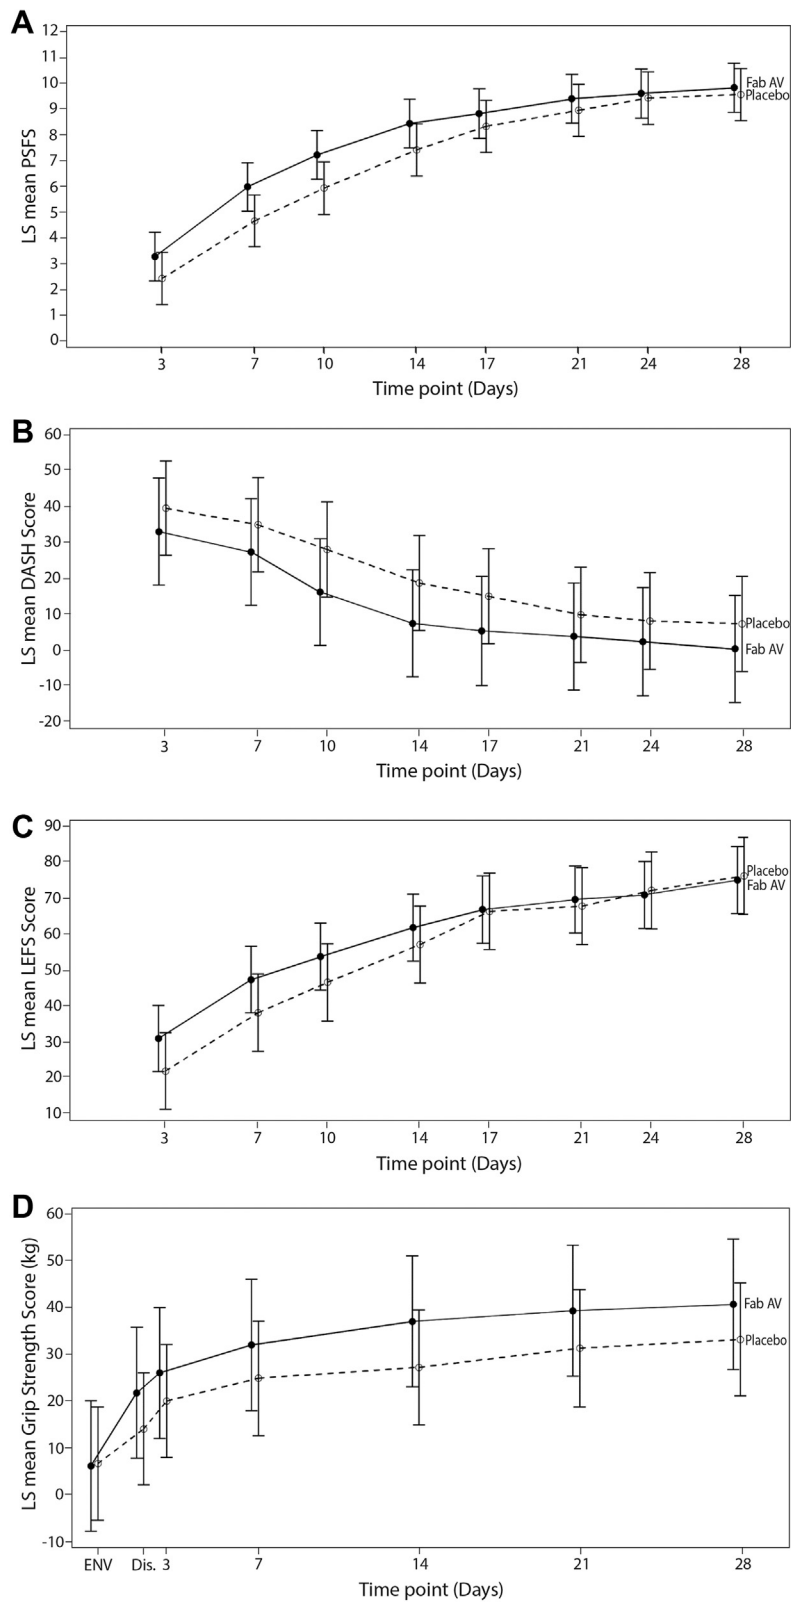 A
12
11
10
9
8
7
6
5
4
3
2
1
0
LS mean PSFS
Fab AV
Placebo
3 7 10 14 17 21 24 28
Time point (Days)
B
60
50
40
30
20
10
0
-10
-20
LS mean DASH Score
Placebo
Fab AV
3 7 10 14 17 21 24 28
Time point (Days)
C
90
80
70
60
50
40
30
20
10
LS mean LEFS Score
Placebo
Fab AV
3 7 10 14 17 21 24 28
Time point (Days)
D
60
50
40
30
20
10
0
-10
LS mean Grip Strength Score (kg)
Fab AV
Placebo
ENV Dis. 3 7 14 21 28
Time point (Days)